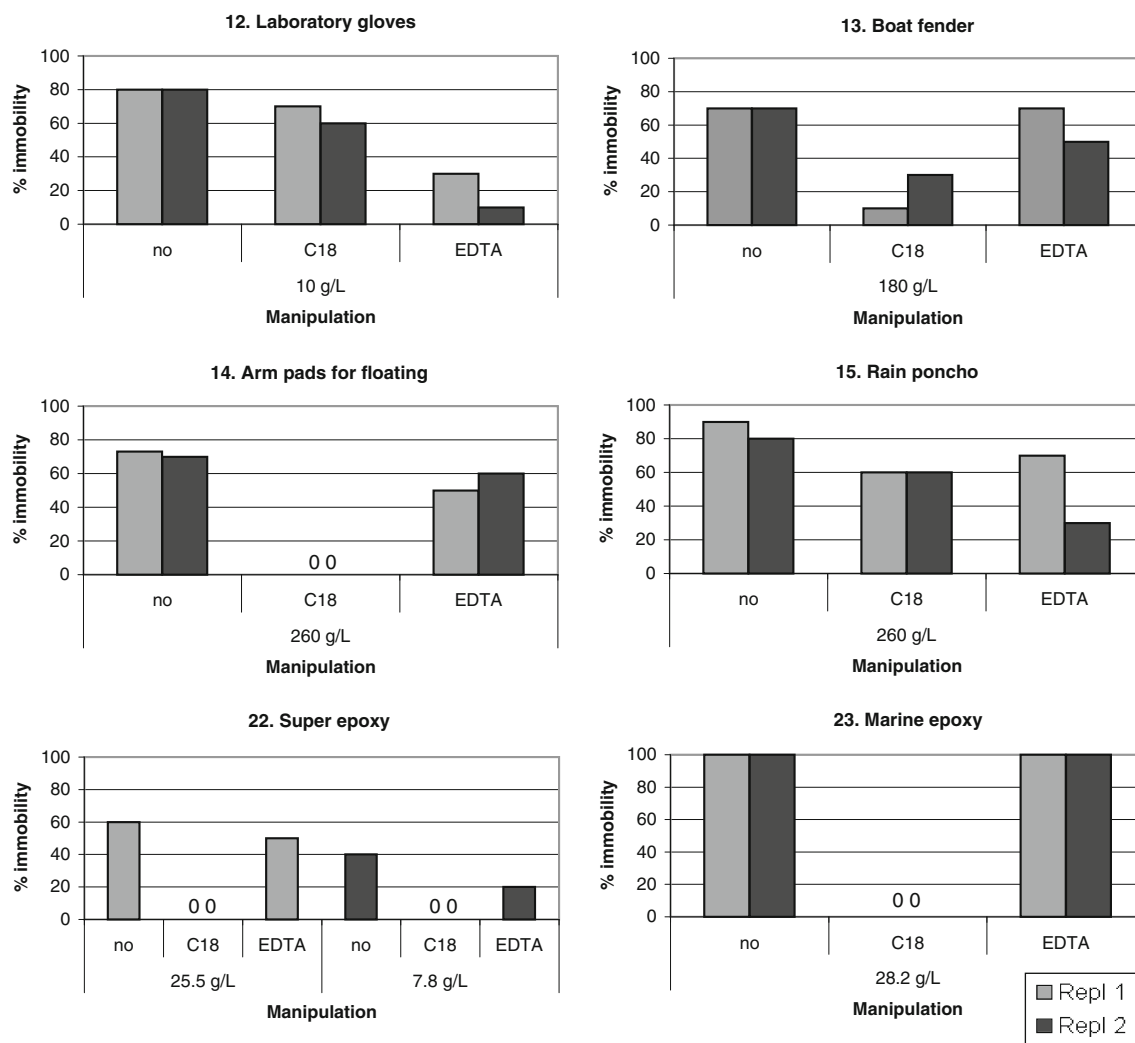 12. Laboratory gloves
% immobility
100
80
60
40
20
0
no C18 EDTA
10 g/L
Manipulation
13. Boat fender
% immobility
100
80
60
40
20
0
no C18 EDTA
180 g/L
Manipulation
14. Arm pads for floating
% immobility
100
80
60
40
20
0
0 0
no C18 EDTA
260 g/L
Manipulation
15. Rain poncho
% immobility
100
80
60
40
20
0
no C18 EDTA
260 g/L
Manipulation
22. Super epoxy
% immobility
100
80
60
40
20
0
0 0 0 0
no C18 EDTA no C18 EDTA
25.5 g/L 7.8 g/L
Manipulation
23. Marine epoxy
% immobility
100
80
60
40
20
0
0 0
no C18 EDTA
28.2 g/L
Manipulation
Repl 1
Repl 2